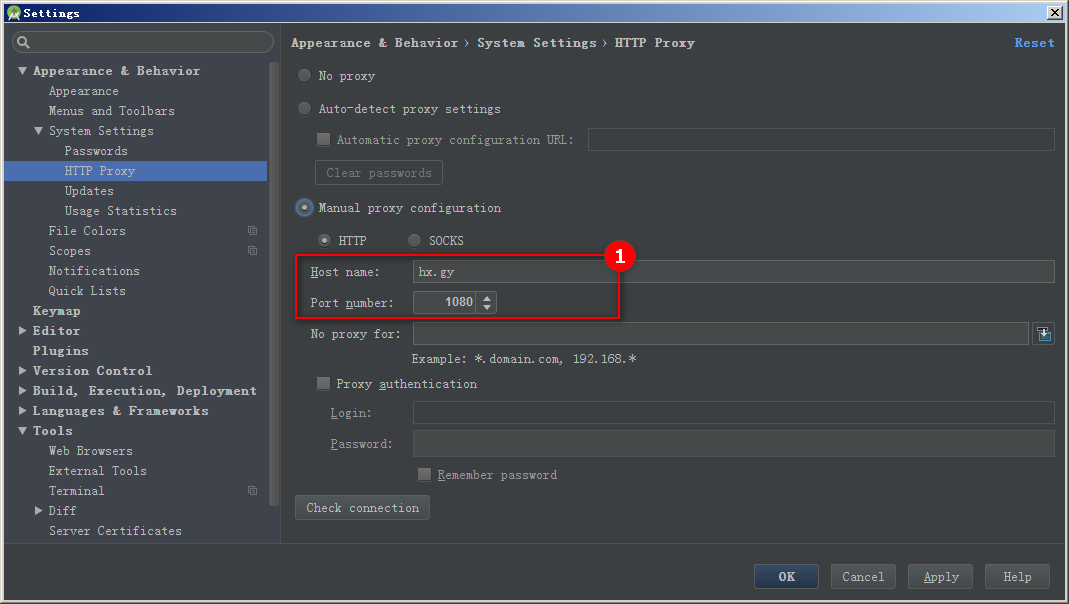 Settings
Appearance & Behavior
Appearance
Menus and Toolbars
System Settings
Passwords
HTTP Proxy
Updates
Usage Statistics
File Colors
Scopes
Notifications
Quick Lists
Keymap
Editor
Plugins
Version Control
Build, Execution, Deployment
Languages & Frameworks
Tools
Web Browsers
External Tools
Terminal
Diff
Server Certificates
Appearance & Behavior › System Settings › HTTP Proxy Reset
No proxy
Auto-detect proxy settings
Automatic proxy configuration URL:
Clear passwords
Manual proxy configuration
HTTP SOCKS
1
Host name: hx.gy
Port number: 1080
No proxy for:
Example: *.domain.com, 192.168.*
Proxy authentication
Login:
Password:
Remember password
Check connection
OK Cancel Apply Help